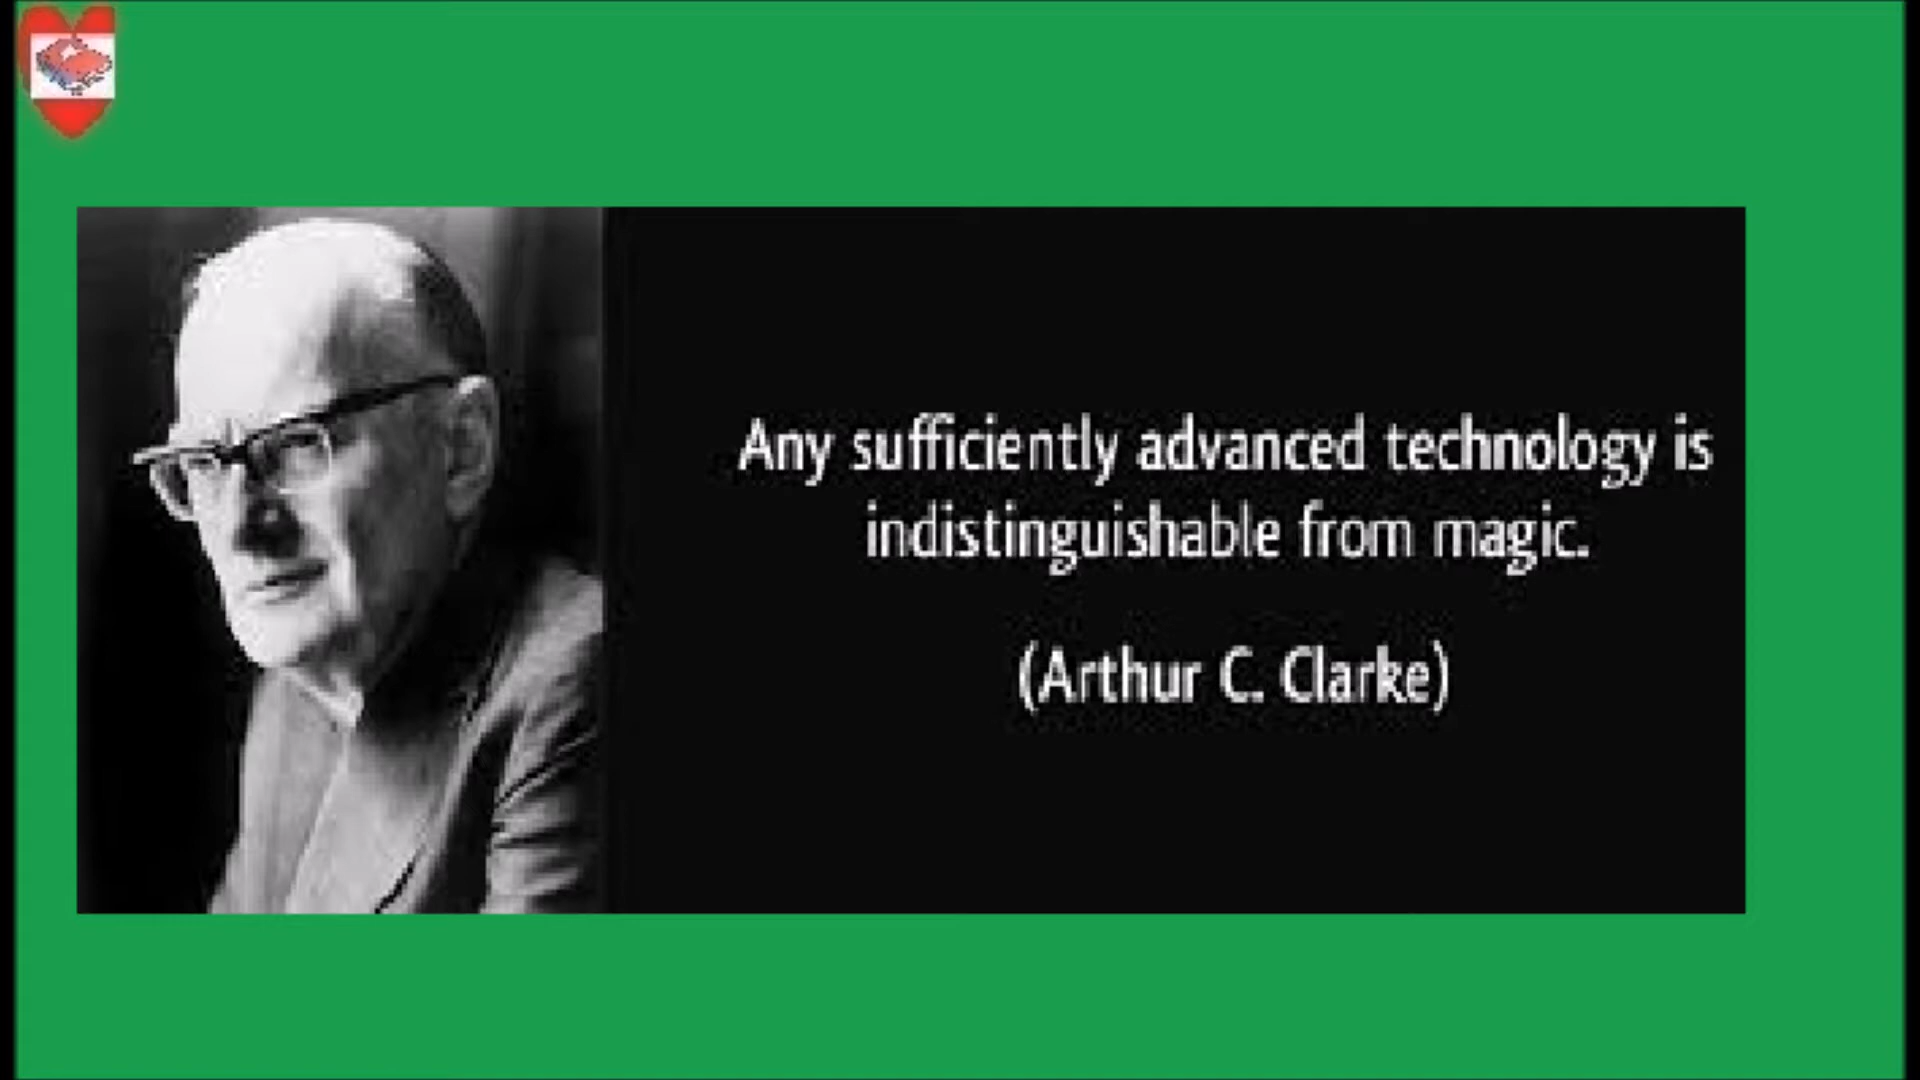 Any sufficiently advanced technology is
indistinguishable from magic.
(Arthur C. Clarke)